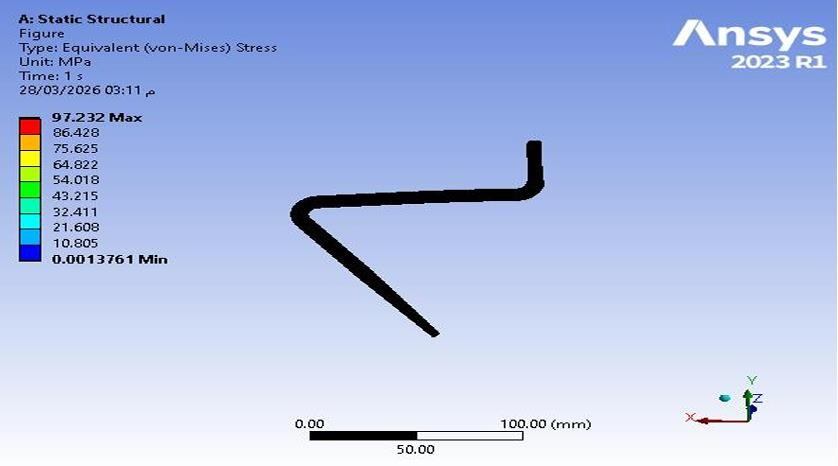 A: Static Structural
Figure
Type: Equivalent (von-Mises) Stress
Unit: MPa
Time: 1 s
28/03/2026 03:11 م
Ansys
2023 R1
97.232 Max
86.428
75.625
64.822
54.018
43.215
32.411
21.608
10.805
0.0013761 Min
0.00
100.00 (mm)
50.00
Y
Z
X